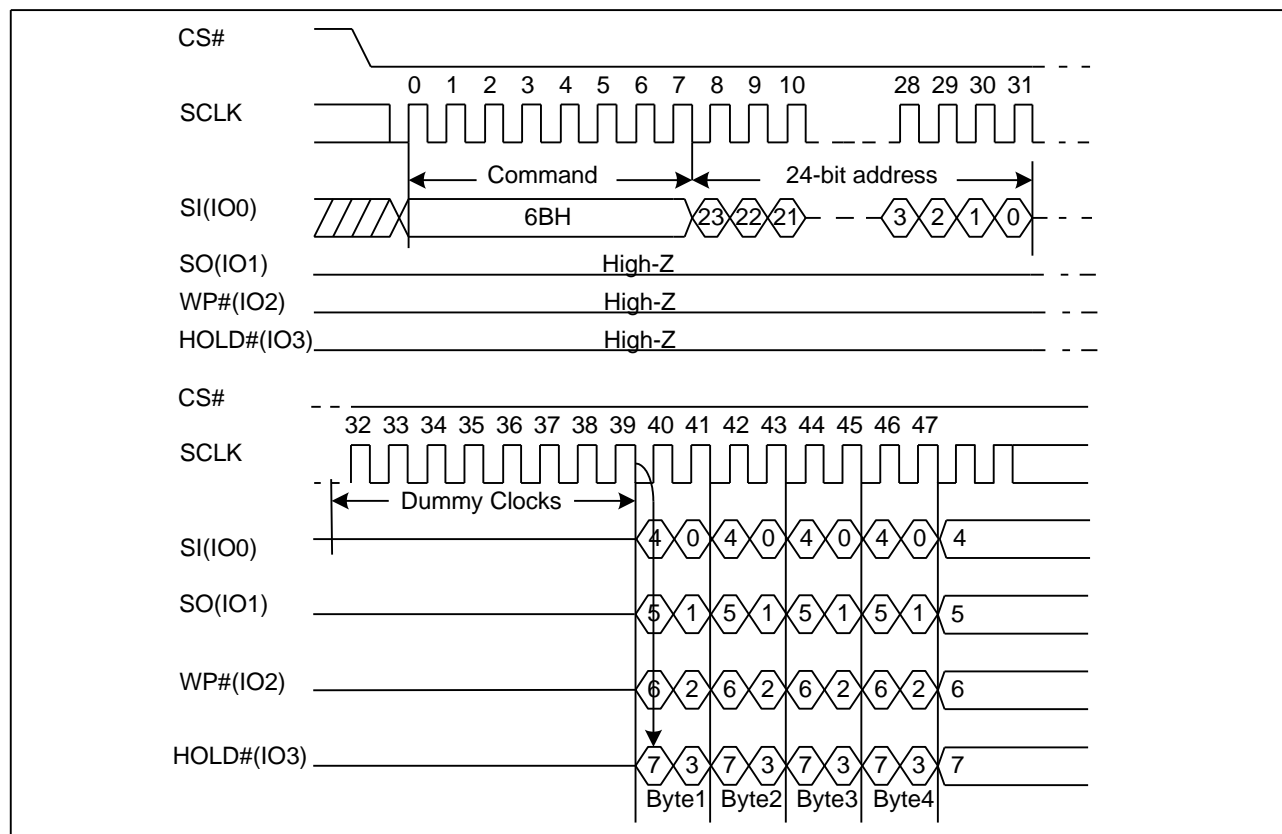 CS#
0 1 2 3 4 5 6 7 8 9 10 28 29 30 31
SCLK
Command 24-bit address
SI(IO0) 6BH 23 22 21 3 2 1 0
SO(IO1) High-Z
WP#(IO2) High-Z
HOLD#(IO3) High-Z
CS#
32 33 34 35 36 37 38 39 40 41 42 43 44 45 46 47
SCLK
Dummy Clocks
SI(IO0) 4 0 4 0 4 0 4 0 4
SO(IO1) 5 1 5 1 5 1 5 1 5
WP#(IO2) 6 2 6 2 6 2 6 2 6
HOLD#(IO3) 7 3 7 3 7 3 7 3 7
Byte1 Byte2 Byte3 Byte4